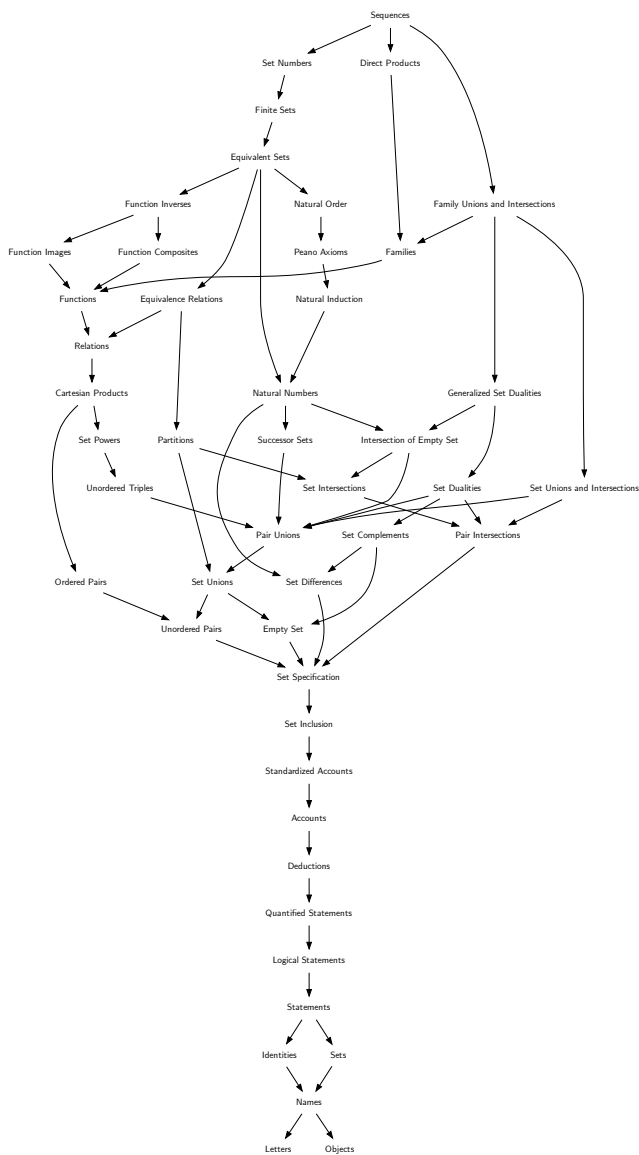 Sequences
Set Numbers
Direct Products
Finite Sets
Equivalent Sets
Function Inverses
Natural Order
Family Unions and Intersections
Function Images
Function Composites
Peano Axioms
Families
Functions
Equivalence Relations
Natural Induction
Relations
Cartesian Products
Natural Numbers
Generalized Set Dualities
Set Powers
Partitions
Successor Sets
Intersection of Empty Set
Unordered Triples
Set Intersections
Set Dualities
Set Unions and Intersections
Pair Unions
Set Complements
Pair Intersections
Ordered Pairs
Set Unions
Set Differences
Unordered Pairs
Empty Set
Set Specification
Set Inclusion
Standardized Accounts
Accounts
Deductions
Quantified Statements
Logical Statements
Statements
Identities
Sets
Names
Letters
Objects